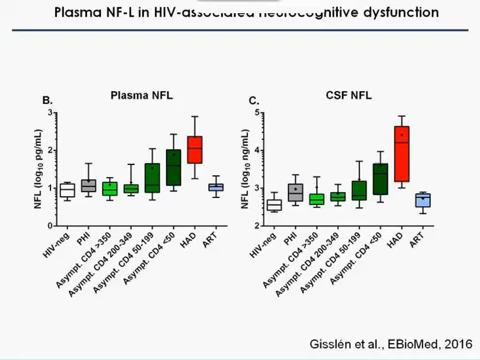 Plasma NF-L in HIV-associated neurocognitive dysfunction
B.
Plasma NFL
NFL (log10 pg/mL)
3
2
1
0
HIV-neg
PHI
Asympt. CD4 >350
Asympt. CD4 200-349
Asympt. CD4 50-199
Asympt. CD4 <50
HAD
ART
C.
CSF NFL
NFL (log10 pg/mL)
5
4
3
2
HIV-neg
PHI
Asympt. CD4 >350
Asympt. CD4 200-349
Asympt. CD4 50-199
Asympt. CD4 <50
HAD
ART
Gisslén et al., EBioMed, 2016